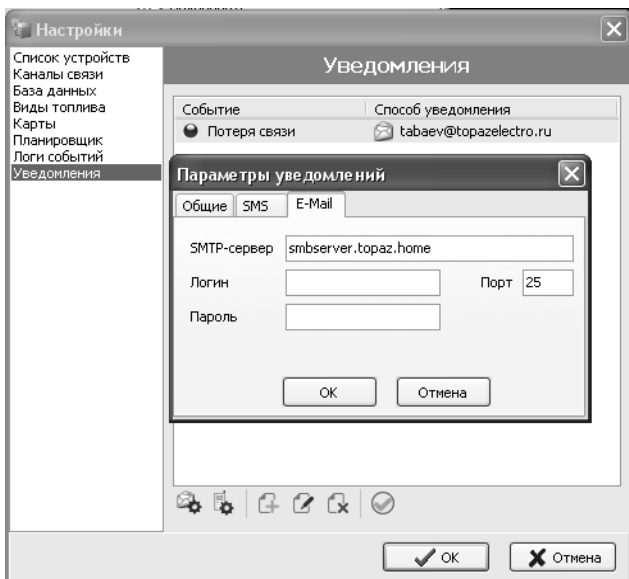 Настройки
Список устройств
Каналы связи
База данных
Виды топлива
Карты
Планировщик
Логи событий
Уведомления
Уведомления
Событие Способ уведомления
Потеря связи tabaev@topazelectro.ru
Параметры уведомлений
Общие SMS E-Mail
SMTP-сервер smbserver.topaz.home
Логин Порт 25
Пароль
OK Отмена
OK Отмена